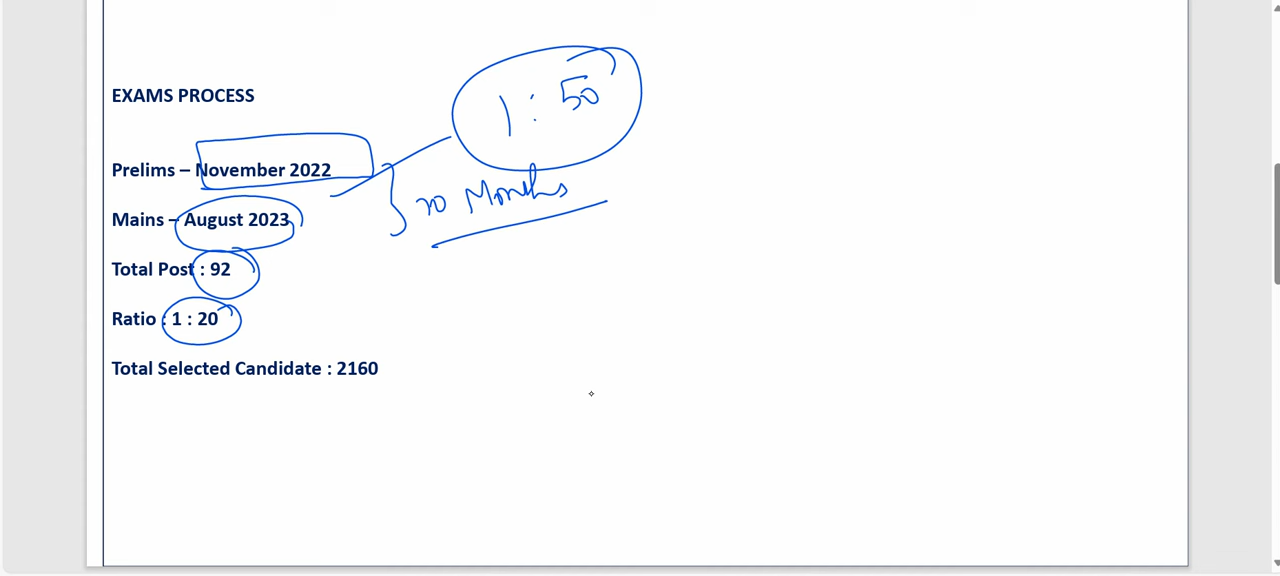 EXAMS PROCESS
1 : 50
Prelims – November 2022
10 Months
Mains – August 2023
Total Post : 92
Ratio : 1 : 20
Total Selected Candidate : 2160